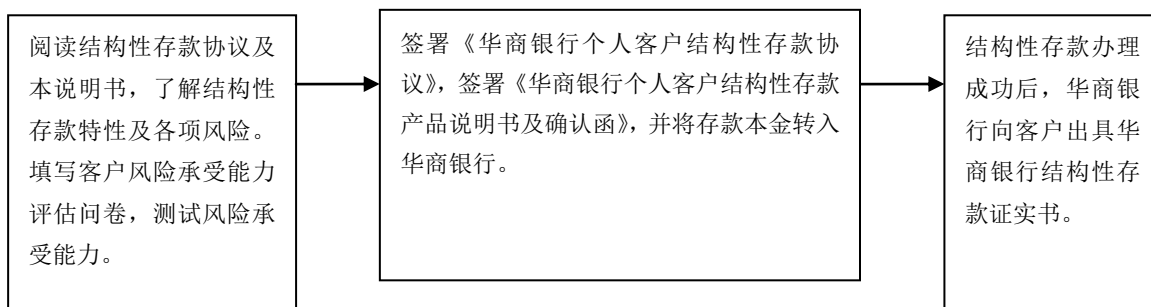 阅读结构性存款协议及
本说明书，了解结构性
存款特性及各项风险。
填写客户风险承受能力
评估问卷，测试风险承
受能力。
签署《华商银行个人客户结构性存款协
议》，签署《华商银行个人客户结构性存款
产品说明书及确认函》，并将存款本金转入
华商银行。
结构性存款办理
成功后，华商银
行向客户出具华
商银行结构性存
款证实书。